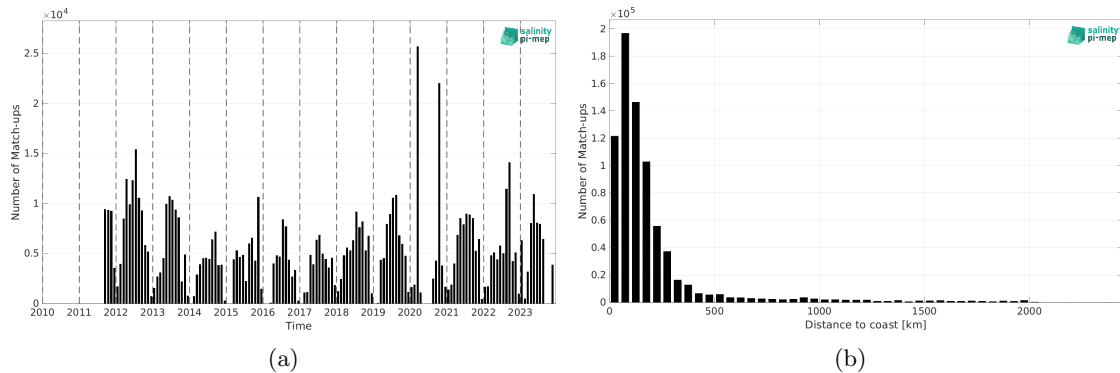 ×10⁴
salinity
pi-mep
2.5
2
1.5
1
0.5
0
Number of Match-ups
2010 2011 2012 2013 2014 2015 2016 2017 2018 2019 2020 2021 2022 2023
Time
(a)
×10⁵
salinity
pi-mep
2
1.8
1.6
1.4
1.2
1
0.8
0.6
0.4
0.2
0
Number of Match-ups
0 500 1000 1500 2000
Distance to coast [km]
(b)